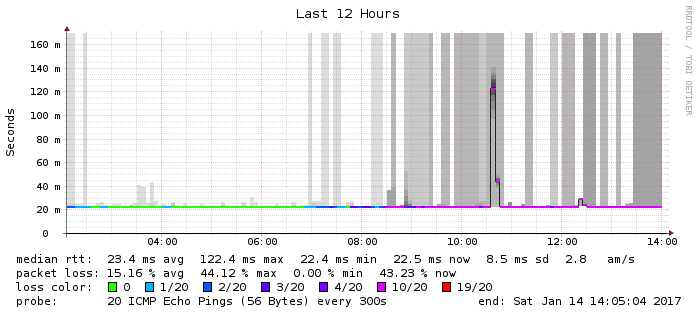 Last 12 Hours
RRDTOOL / TOBI OETIKER
Seconds
160 m
140 m
120 m
100 m
80 m
60 m
40 m
20 m
0
04:00 06:00 08:00 10:00 12:00 14:00
median rtt: 23.4 ms avg 122.4 ms max 22.4 ms min 22.5 ms now 8.5 ms sd 2.8 am/s
packet loss: 15.16 % avg 44.12 % max 0.00 % min 43.23 % now
loss color: 0 1/20 2/20 3/20 4/20 10/20 19/20
probe: 20 ICMP Echo Pings (56 Bytes) every 300s end: Sat Jan 14 14:05:04 2017